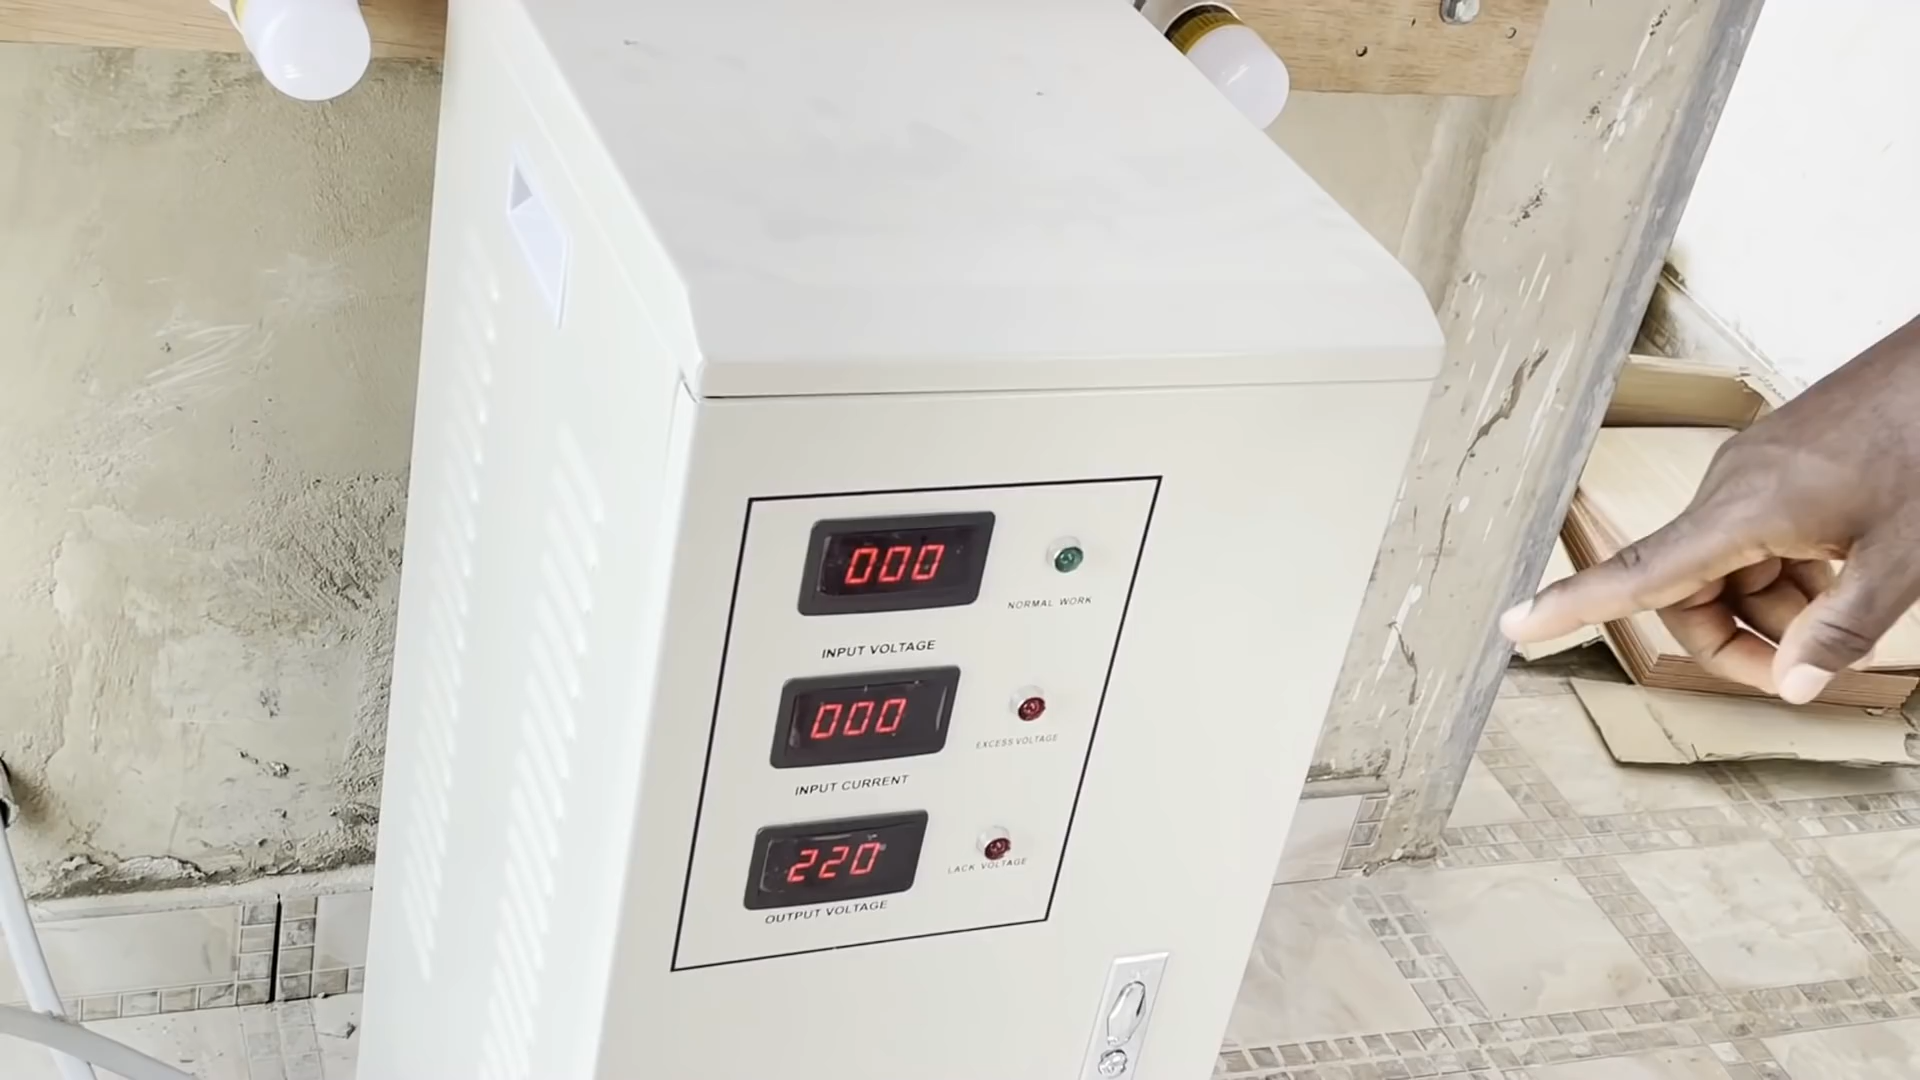 000
NORMAL WORK
INPUT VOLTAGE
000
EXCESS VOLTAGE
INPUT CURRENT
220
LACK VOLTAGE
OUTPUT VOLTAGE